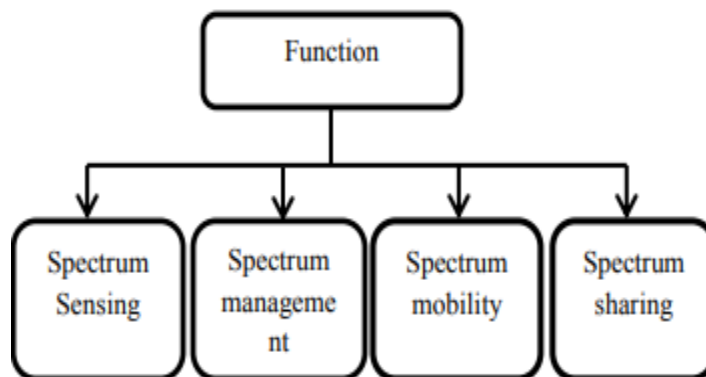 Function
Spectrum
Sensing
Spectrum
manageme
nt
Spectrum
mobility
Spectrum
sharing